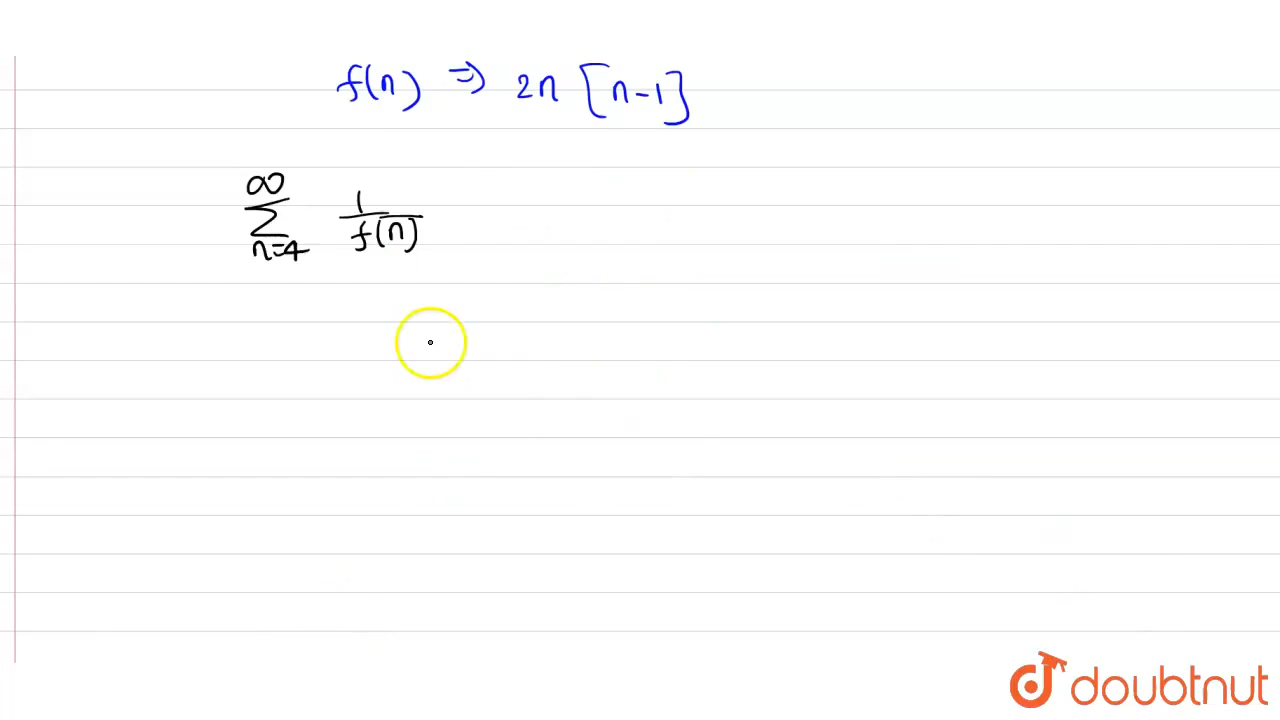 f(n) ⇒ 2n [n-1]
∞
∑ 1/f(n)
n=4
doubtnut